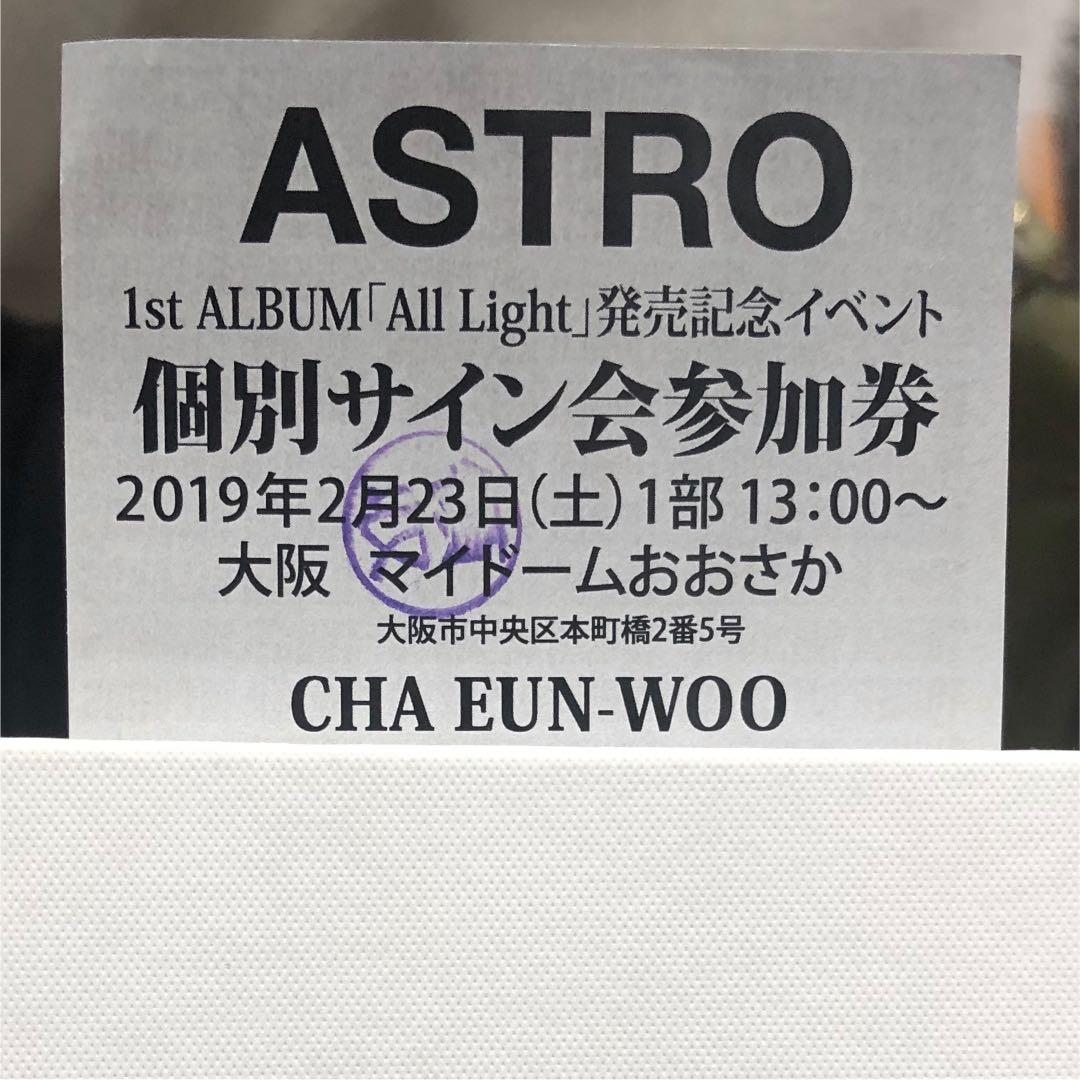 ASTRO
1st ALBUM「All Light」発売記念イベント
個別サイン会参加券
2019年2月23日(土)1部 13:00〜
大阪 マイドームおおさか
大阪市中央区本町橋2番5号
CHA EUN-WOO